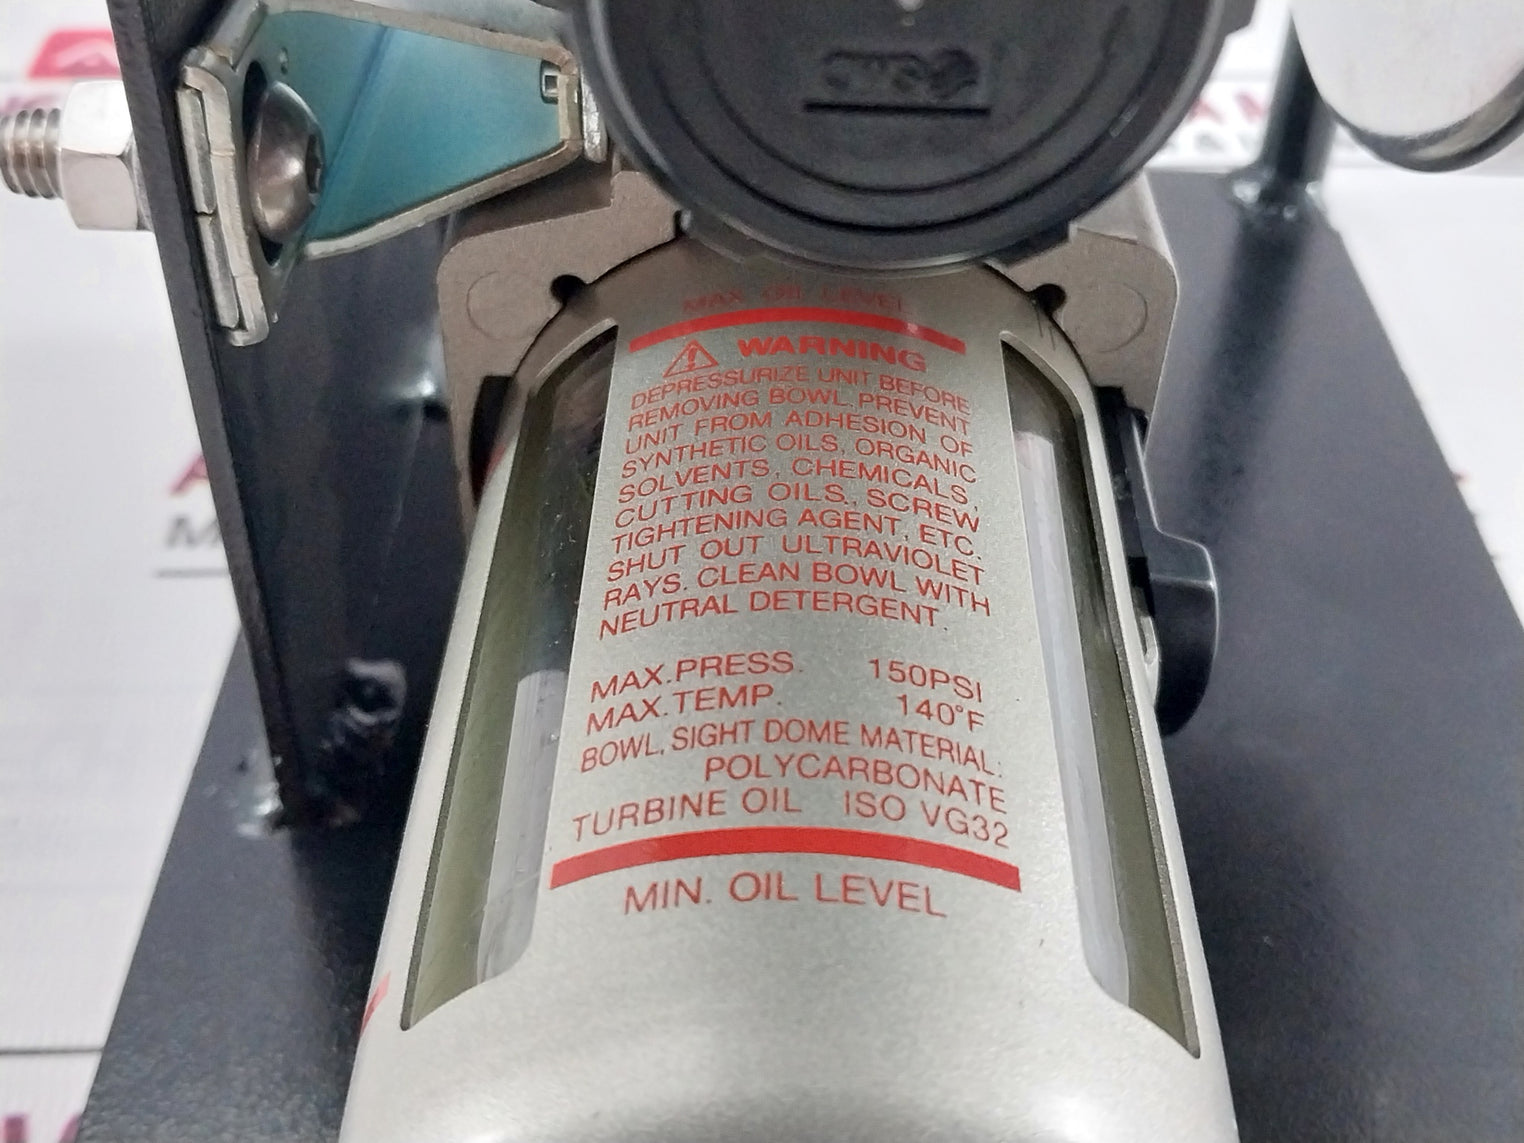 MAX. OIL LEVEL
⚠ WARNING
DEPRESSURIZE UNIT BEFORE
REMOVING BOWL. PREVENT
UNIT FROM ADHESION OF
SYNTHETIC OILS, ORGANIC
SOLVENTS, CHEMICALS,
CUTTING OILS., SCREW
TIGHTENING AGENT, ETC.
SHUT OUT ULTRAVIOLET
RAYS. CLEAN BOWL WITH
NEUTRAL DETERGENT.
MAX.PRESS. 150PSI
MAX.TEMP. 140°F
BOWL, SIGHT DOME MATERIAL:
POLYCARBONATE
TURBINE OIL ISO VG32
MIN. OIL LEVEL